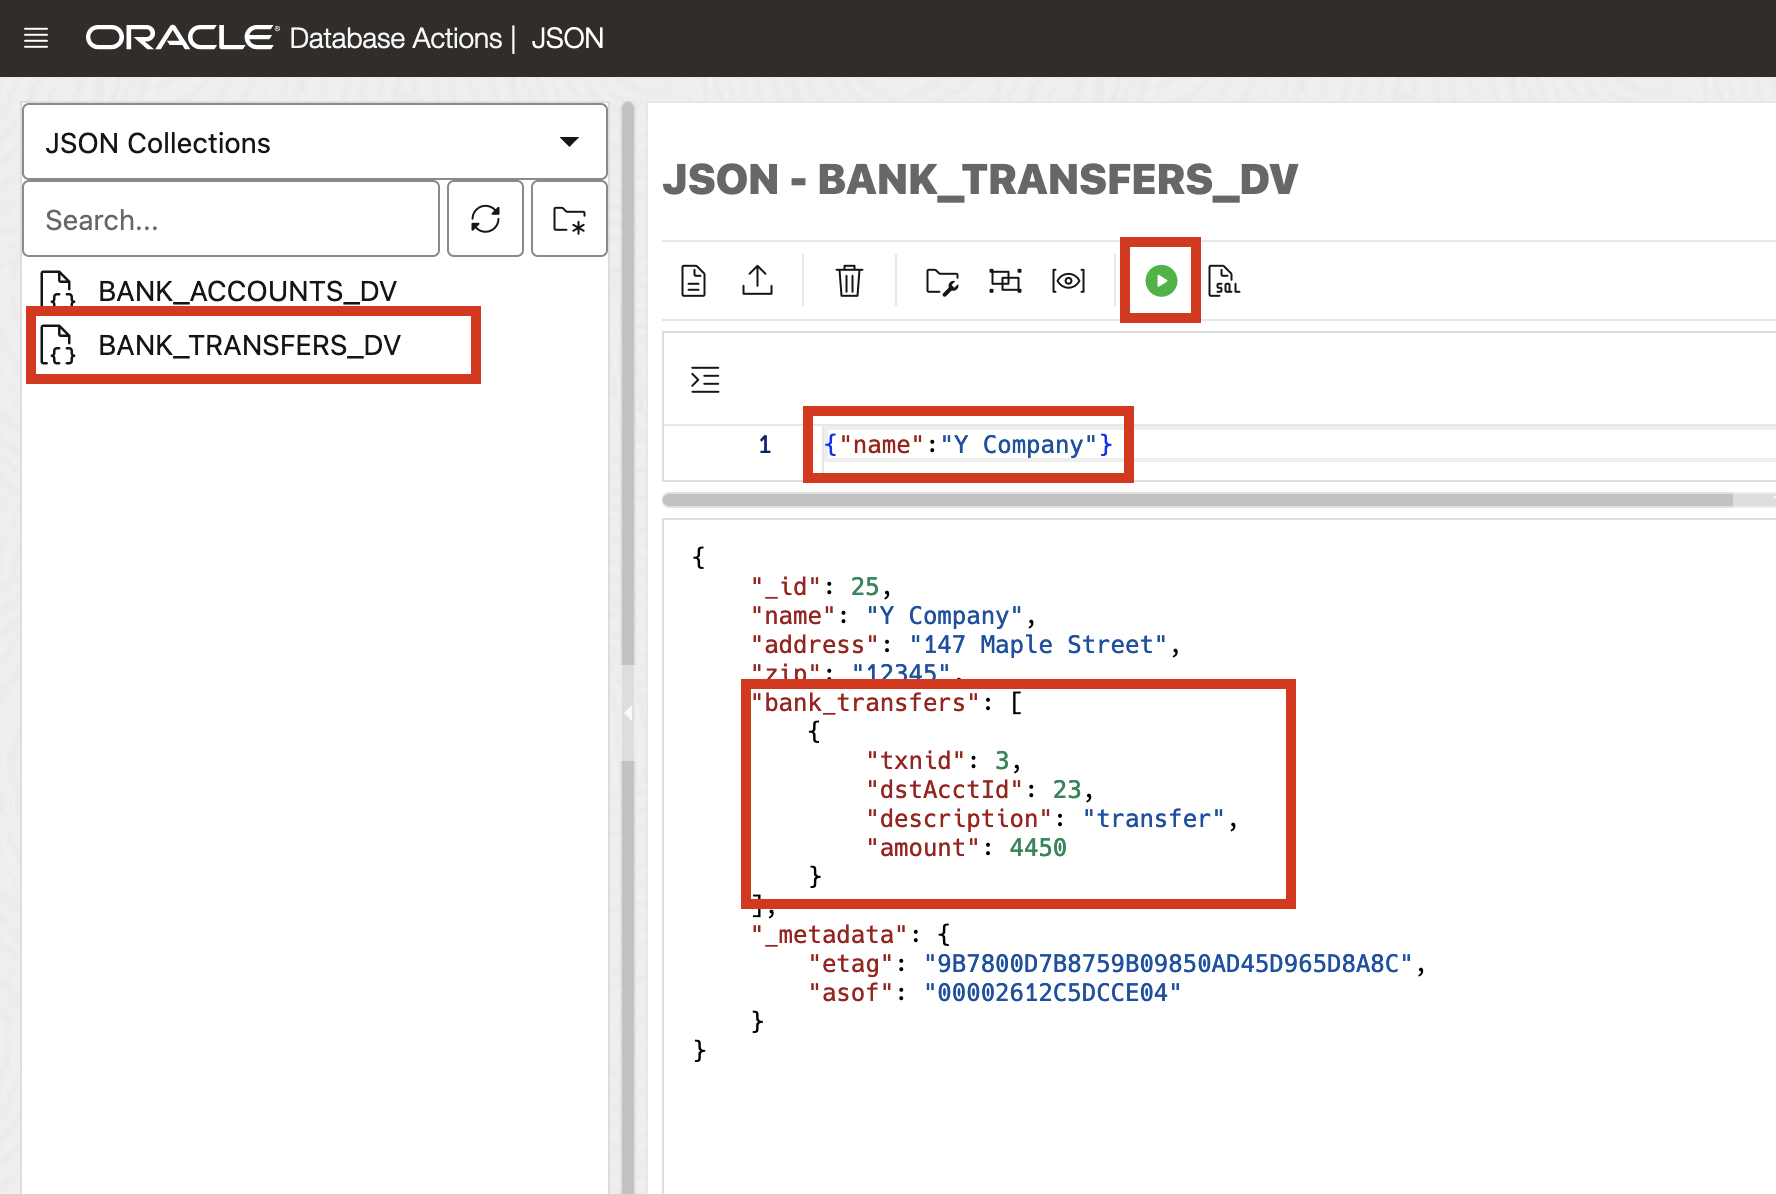 ORACLE Database Actions | JSON
JSON Collections
Search...
BANK_ACCOUNTS_DV
BANK_TRANSFERS_DV
JSON - BANK_TRANSFERS_DV
SQL
1 {"name":"Y Company"}
{
"_id": 25,
"name": "Y Company",
"address": "147 Maple Street",
"zip": "12345",
"bank_transfers": [
{
"txnid": 3,
"dstAcctId": 23,
"description": "transfer",
"amount": 4450
}
],
"_metadata": {
"etag": "9B7800D7B8759B09850AD45D965D8A8C",
"asof": "00002612C5DCCE04"
}
}